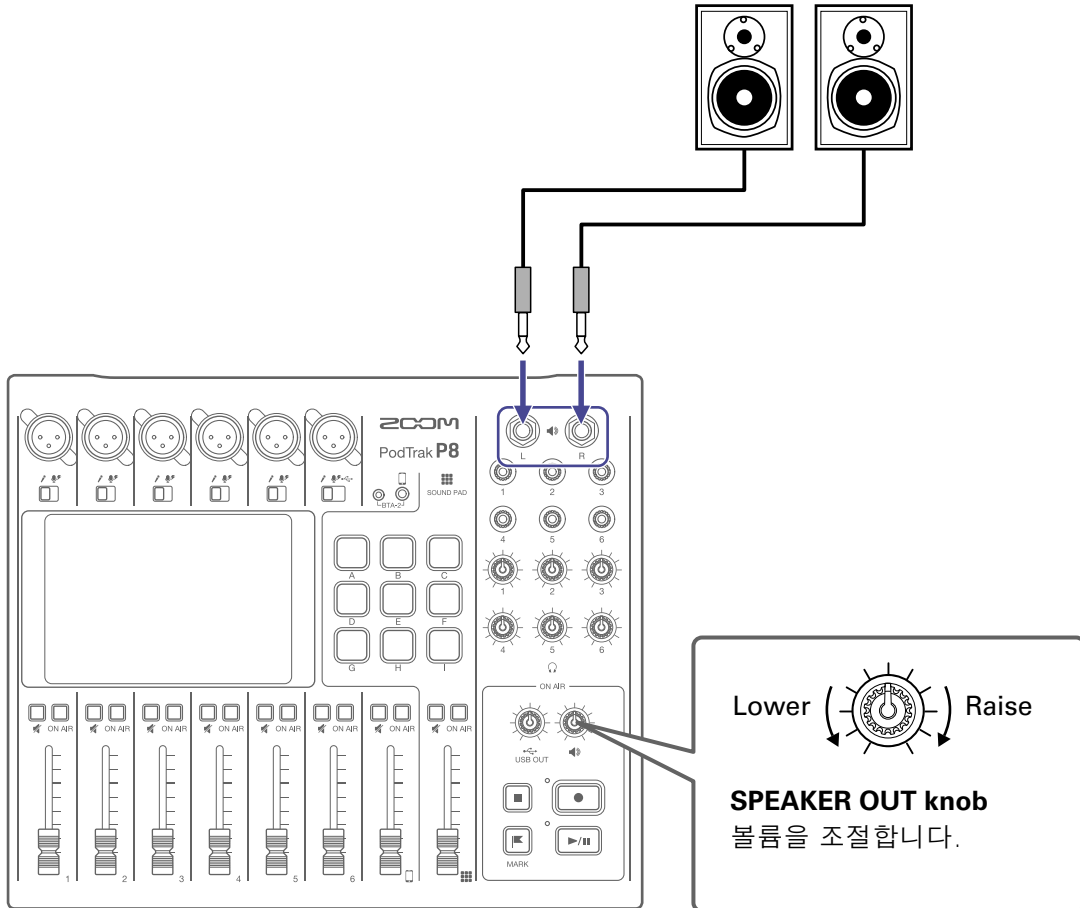 ZOOM
PodTrak P8
L R
BTA-2
SOUND PAD
1 2 3
4 5 6
A B C
1 2 3
D E F
4 5 6
G H I
ON AIR
ON AIR ON AIR ON AIR ON AIR ON AIR ON AIR ON AIR ON AIR
USB OUT
MARK
1 2 3 4 5 6
Lower Raise
SPEAKER OUT knob
볼륨을 조절합니다.